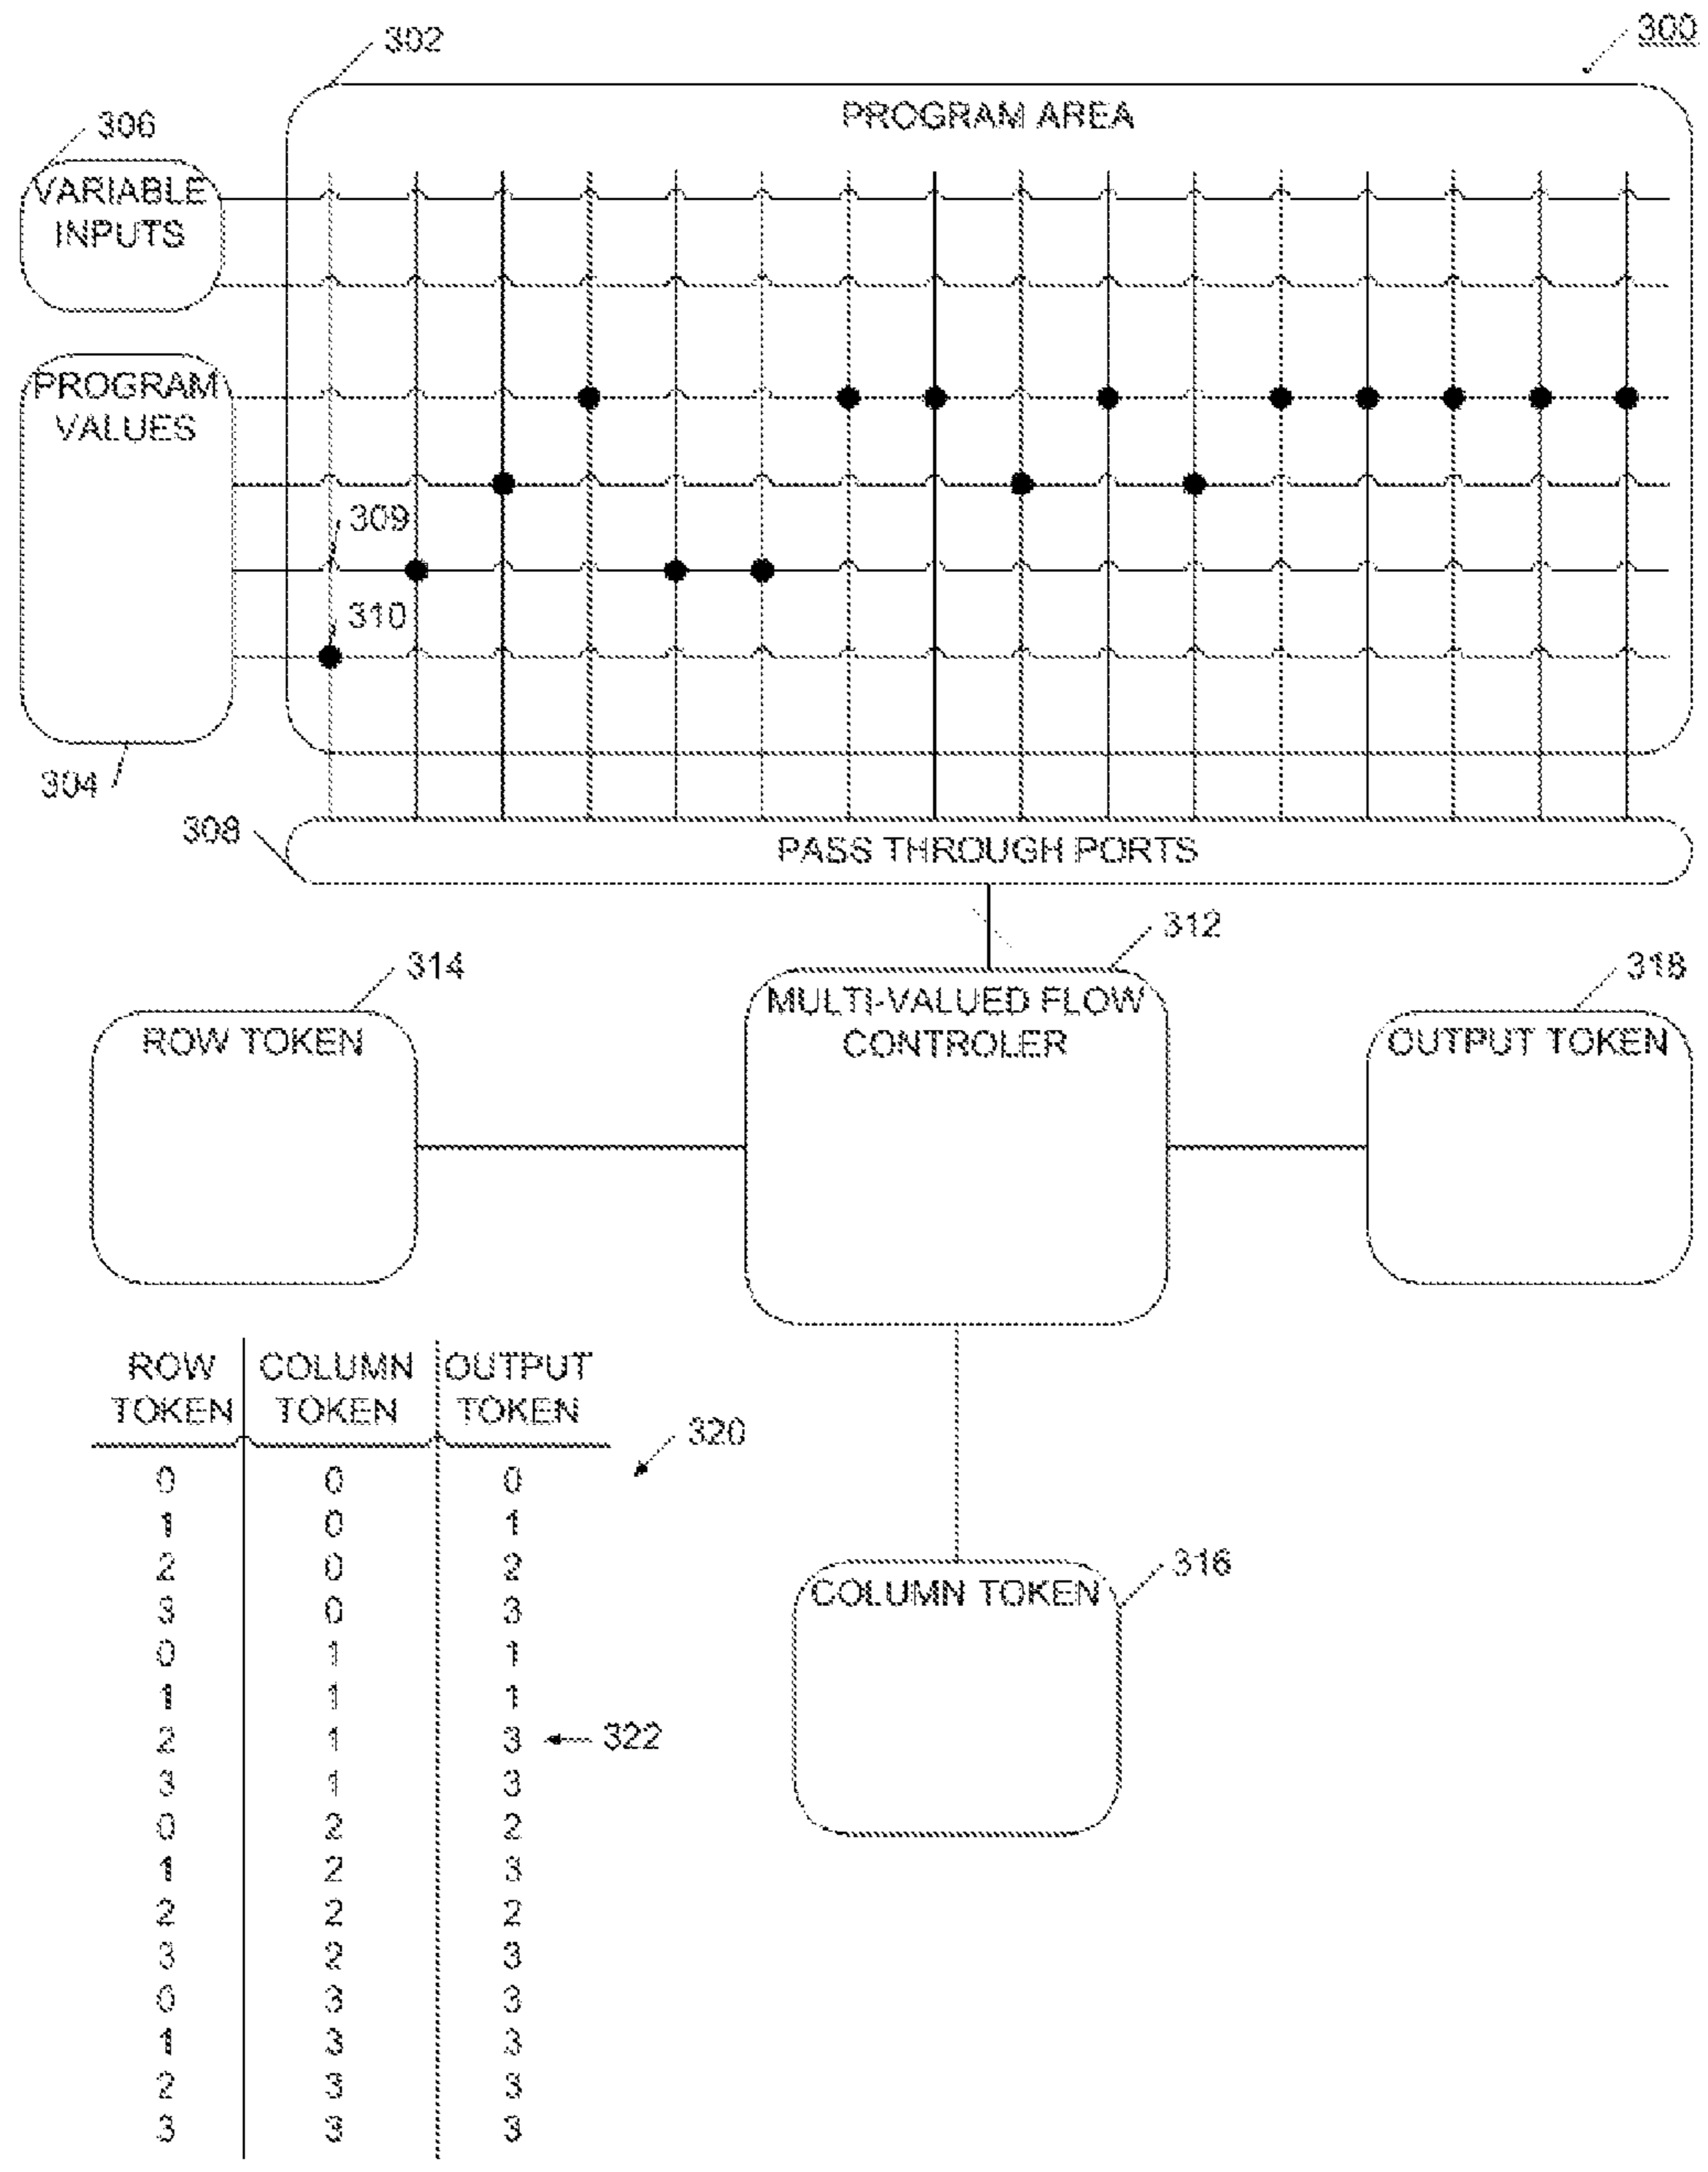 302
300
PROGRAM AREA
306
VARIABLE
INPUTS
PROGRAM
VALUES
309
310
304
308
PASS THROUGH PORTS
312
314
318
MULTI-VALUED FLOW
CONTROLER
ROW TOKEN
OUTPUT TOKEN
ROW TOKEN COLUMN TOKEN OUTPUT TOKEN
320
0 0 0
1 0 1
2 0 2
3 0 3
0 1 1
1 1 1
2 1 3 322
3 1 3
0 2 2
1 2 3
2 2 2
3 2 3
0 3 3
1 3 3
2 3 3
3 3 3
316
COLUMN TOKEN